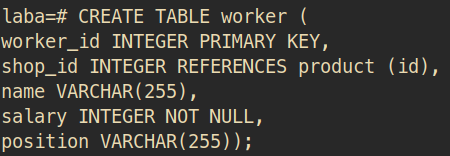 laba=# CREATE TABLE worker (
worker_id INTEGER PRIMARY KEY,
shop_id INTEGER REFERENCES product (id),
name VARCHAR(255),
salary INTEGER NOT NULL,
position VARCHAR(255));